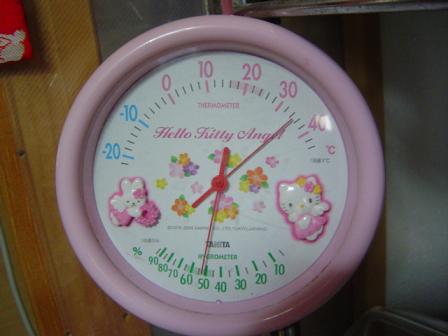 -20 -10 0 10 20 30 40
THERMOMETER
℃
Hello Kitty Angel
TANITA
HYGROMETER
% 90 80 70 60 50 40 30 20 10